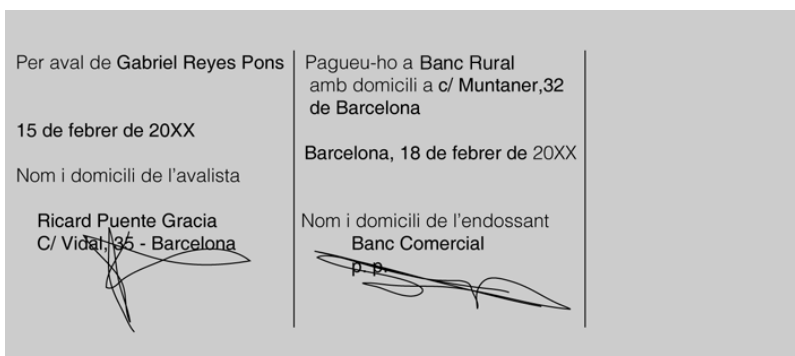 Per aval de Gabriel Reyes Pons
15 de febrer de 20XX
Nom i domicili de l'avalista
Ricard Puente Gracia
C/ Vidal, 35 - Barcelona
Pagueu-ho a Banc Rural
amb domicili a c/ Muntaner,32
de Barcelona
Barcelona, 18 de febrer de 20XX
Nom i domicili de l'endossant
Banc Comercial
p. p.